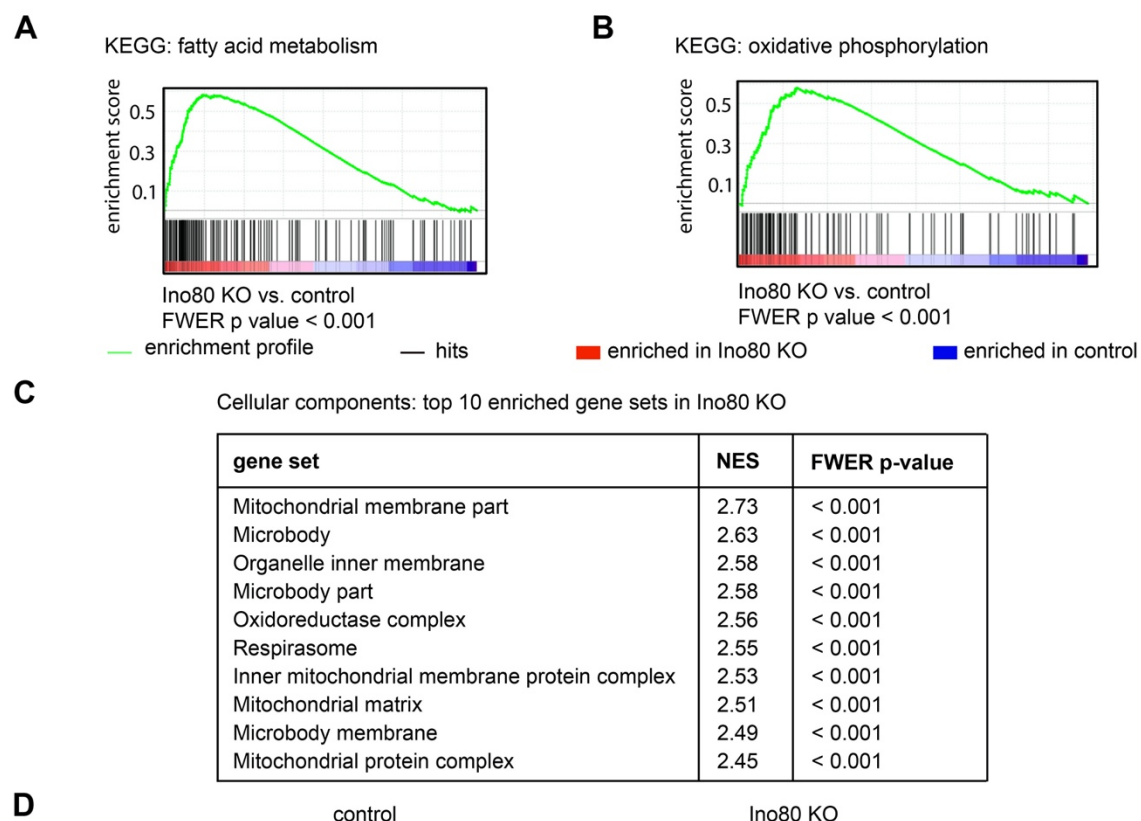 A
KEGG: fatty acid metabolism
enrichment score
0.5
0.3
0.1
Ino80 KO vs. control
FWER p value < 0.001
B
KEGG: oxidative phosphorylation
enrichment score
0.5
0.3
0.1
Ino80 KO vs. control
FWER p value < 0.001
enrichment profile hits enriched in Ino80 KO enriched in control
C
Cellular components: top 10 enriched gene sets in Ino80 KO
gene set NES FWER p-value
Mitochondrial membrane part 2.73 < 0.001
Microbody 2.63 < 0.001
Organelle inner membrane 2.58 < 0.001
Microbody part 2.58 < 0.001
Oxidoreductase complex 2.56 < 0.001
Respirasome 2.55 < 0.001
Inner mitochondrial membrane protein complex 2.53 < 0.001
Mitochondrial matrix 2.51 < 0.001
Microbody membrane 2.49 < 0.001
Mitochondrial protein complex 2.45 < 0.001
D
control Ino80 KO